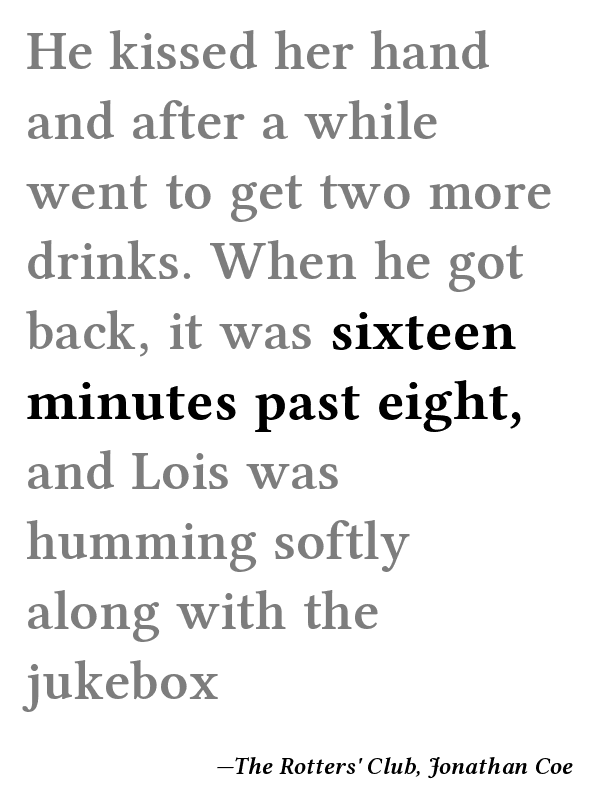 He kissed her hand
and after a while
went to get two more
drinks. When he got
back, it was sixteen
minutes past eight,
and Lois was
humming softly
along with the
jukebox
—The Rotters' Club, Jonathan Coe